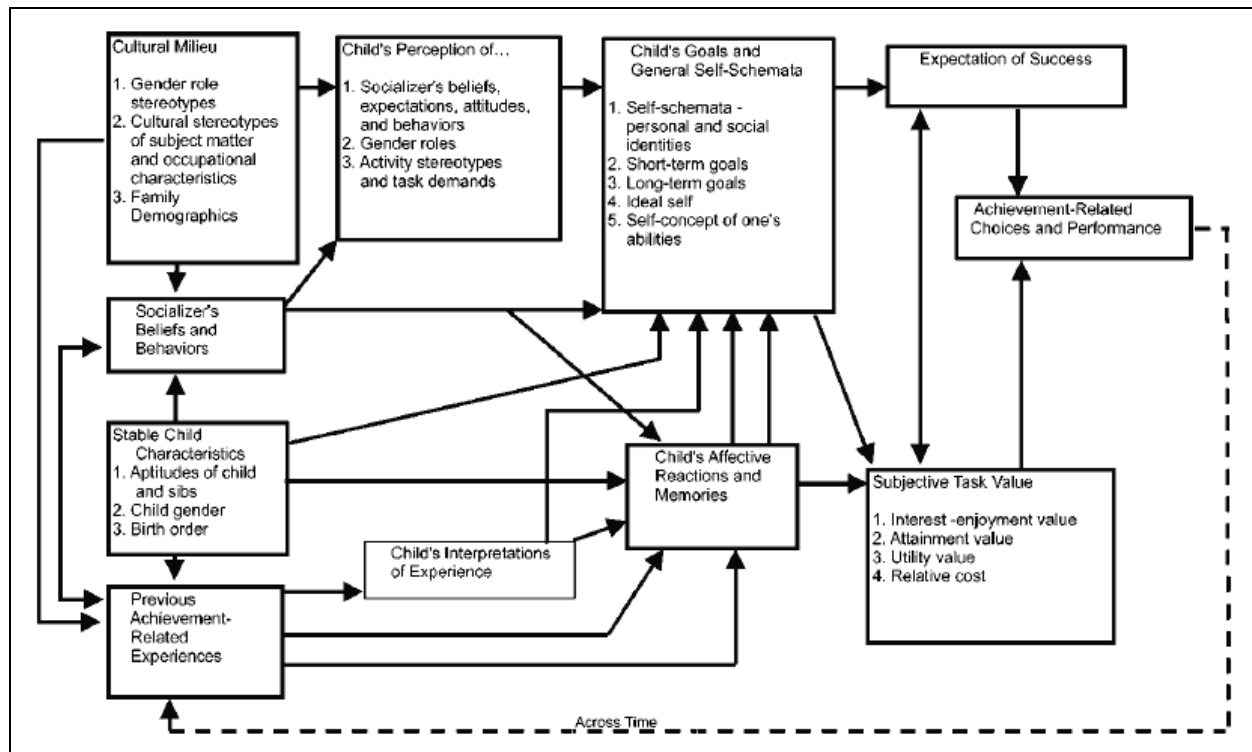 Cultural Milieu
1. Gender role
stereotypes
2. Cultural stereotypes
of subject matter
and occupational
characteristics
3. Family
Demographics
Child's Perception of...
1. Socializer's beliefs,
expectations, attitudes,
and behaviors
2. Gender roles
3. Activity stereotypes
and task demands
Child's Goals and
General Self-Schemata
1. Self-schemata -
personal and social
identities
2. Short-term goals
3. Long-term goals
4. Ideal self
5. Self-concept of one's
abilities
Expectation of Success
Achievement-Related
Choices and Performance
Socializer's
Beliefs and
Behaviors
Stable Child
Characteristics
1. Aptitudes of child
and sibs
2. Child gender
3. Birth order
Child's Affective
Reactions and
Memories
Subjective Task Value
1. Interest -enjoyment value
2. Attainment value
3. Utility value
4. Relative cost
Child's Interpretations
of Experience
Previous
Achievement-
Related
Experiences
Across Time